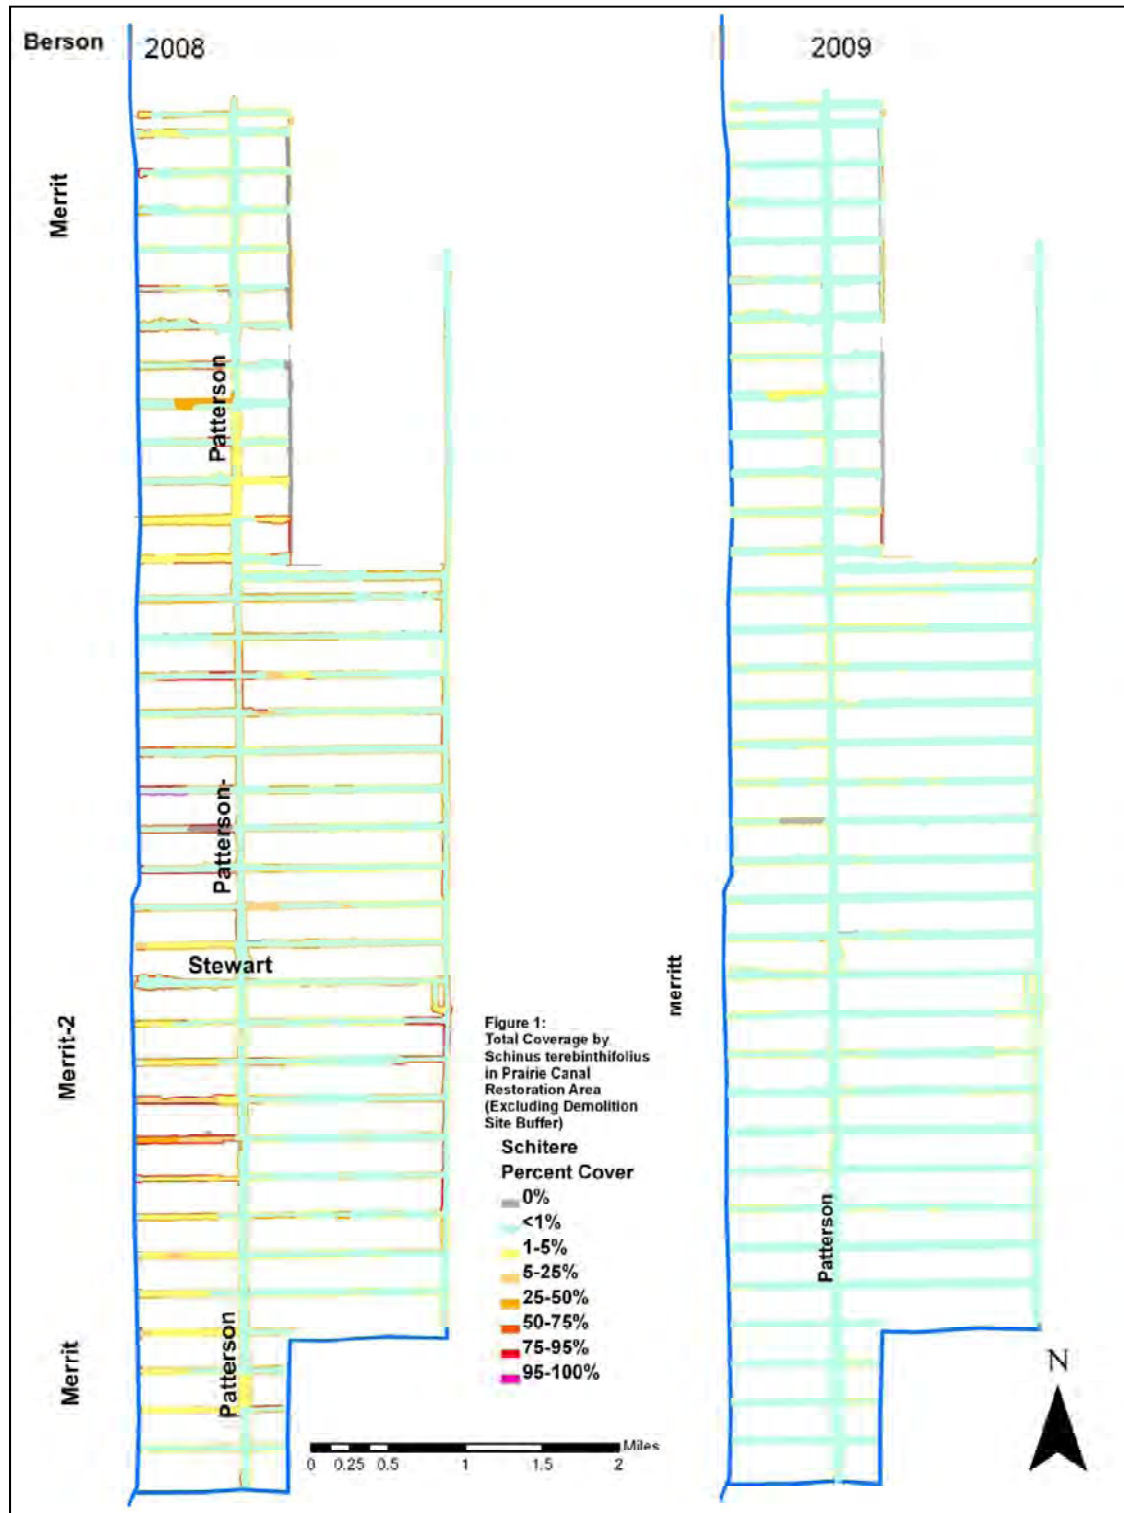 Berson
2008
2009
Merrit
Patterson
Patterson-
Stewart
Merritt
Merrit-2
Figure 1:
Total Coverage by
Schinus terebinthifolius
in Prairie Canal
Restoration Area
(Excluding Demolition
Site Buffer)
Schitere
Percent Cover
0%
<1%
1-5%
5-25%
25-50%
50-75%
75-95%
95-100%
Patterson
Merrit
Patterson
N
Miles
0 0.25 0.5 1 1.5 2